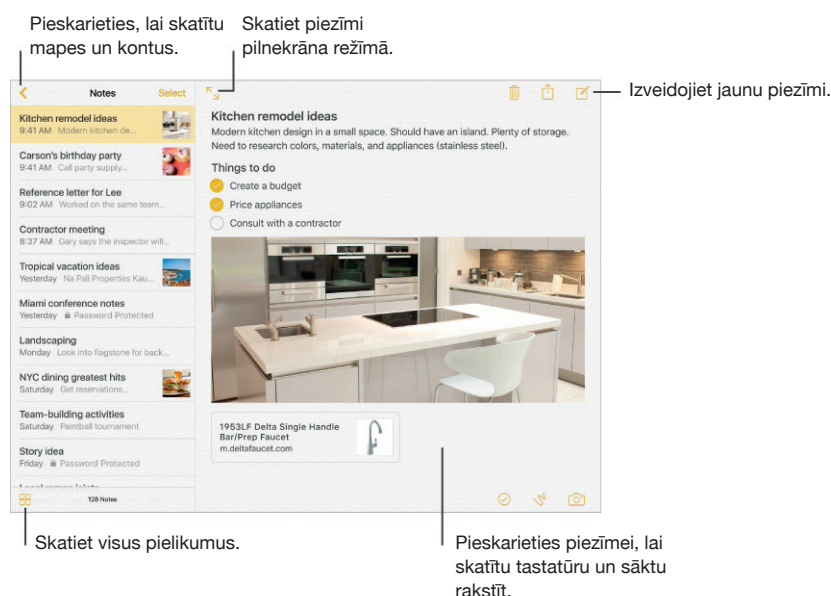 Pieskarieties, lai skatītu
mapes un kontus.
Skatiet piezīmi
pilnekrāna režīmā.
Izveidojiet jaunu piezīmi.
Notes
Select
Kitchen remodel ideas
9:41 AM Modern kitchen de...
Carson's birthday party
9:41 AM Call party supply...
Reference letter for Lee
9:02 AM Worked on the same team...
Contractor meeting
8:37 AM Gary says the inspector will...
Tropical vacation ideas
Yesterday Na Pali Properties Kau...
Miami conference notes
Yesterday Password Protected
Landscaping
Monday Look into flagstone for back...
NYC dining greatest hits
Saturday Get reservations...
Team-building activities
Saturday Paintball tournament
Story idea
Friday Password Protected
128 Notes
Kitchen remodel ideas
Modern kitchen design in a small space. Should have an island. Plenty of storage.
Need to research colors, materials, and appliances (stainless steel).
Things to do
Create a budget
Price appliances
Consult with a contractor
1953LF Delta Single Handle
Bar/Prep Faucet
m.deltafaucet.com
Skatiet visus pielikumus.
Pieskarieties piezīmei, lai
skatītu tastatūru un sāktu
rakstīt.